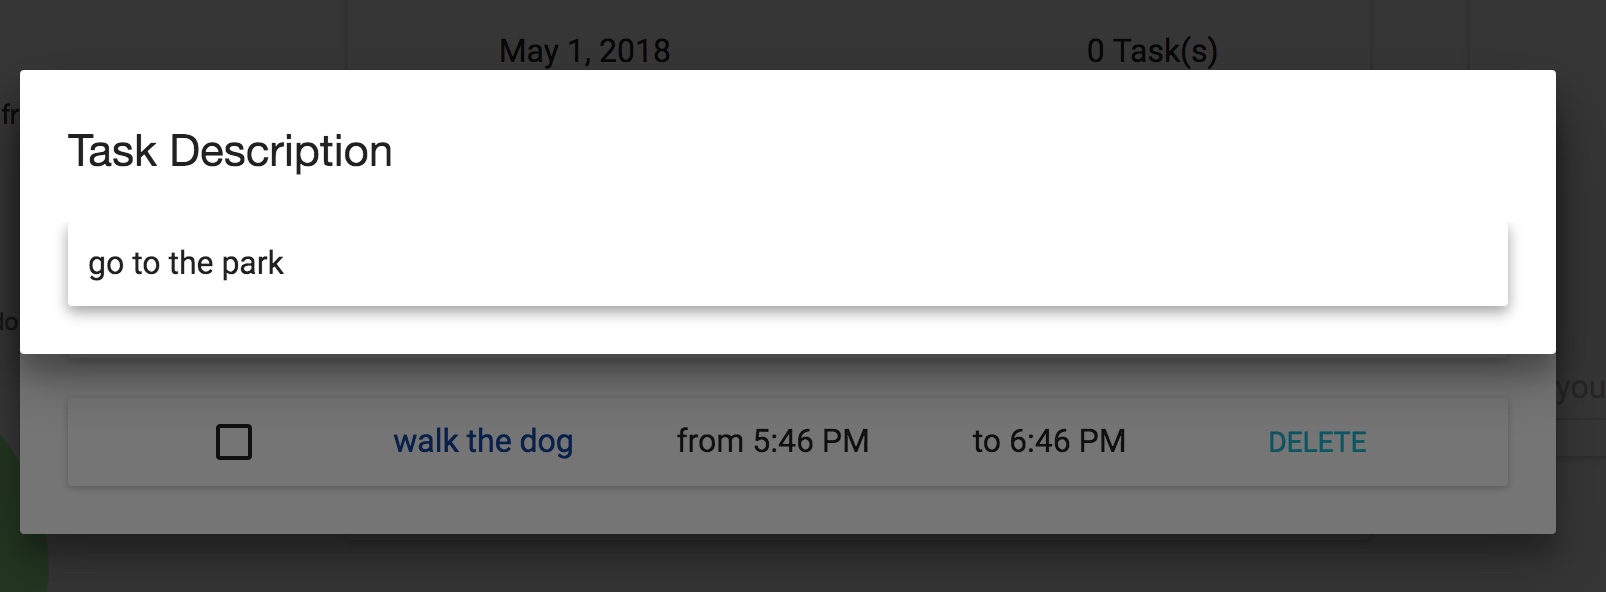 May 1, 2018 0 Task(s)
fr
Task Description
go to the park
do
you
walk the dog from 5:46 PM to 6:46 PM DELETE